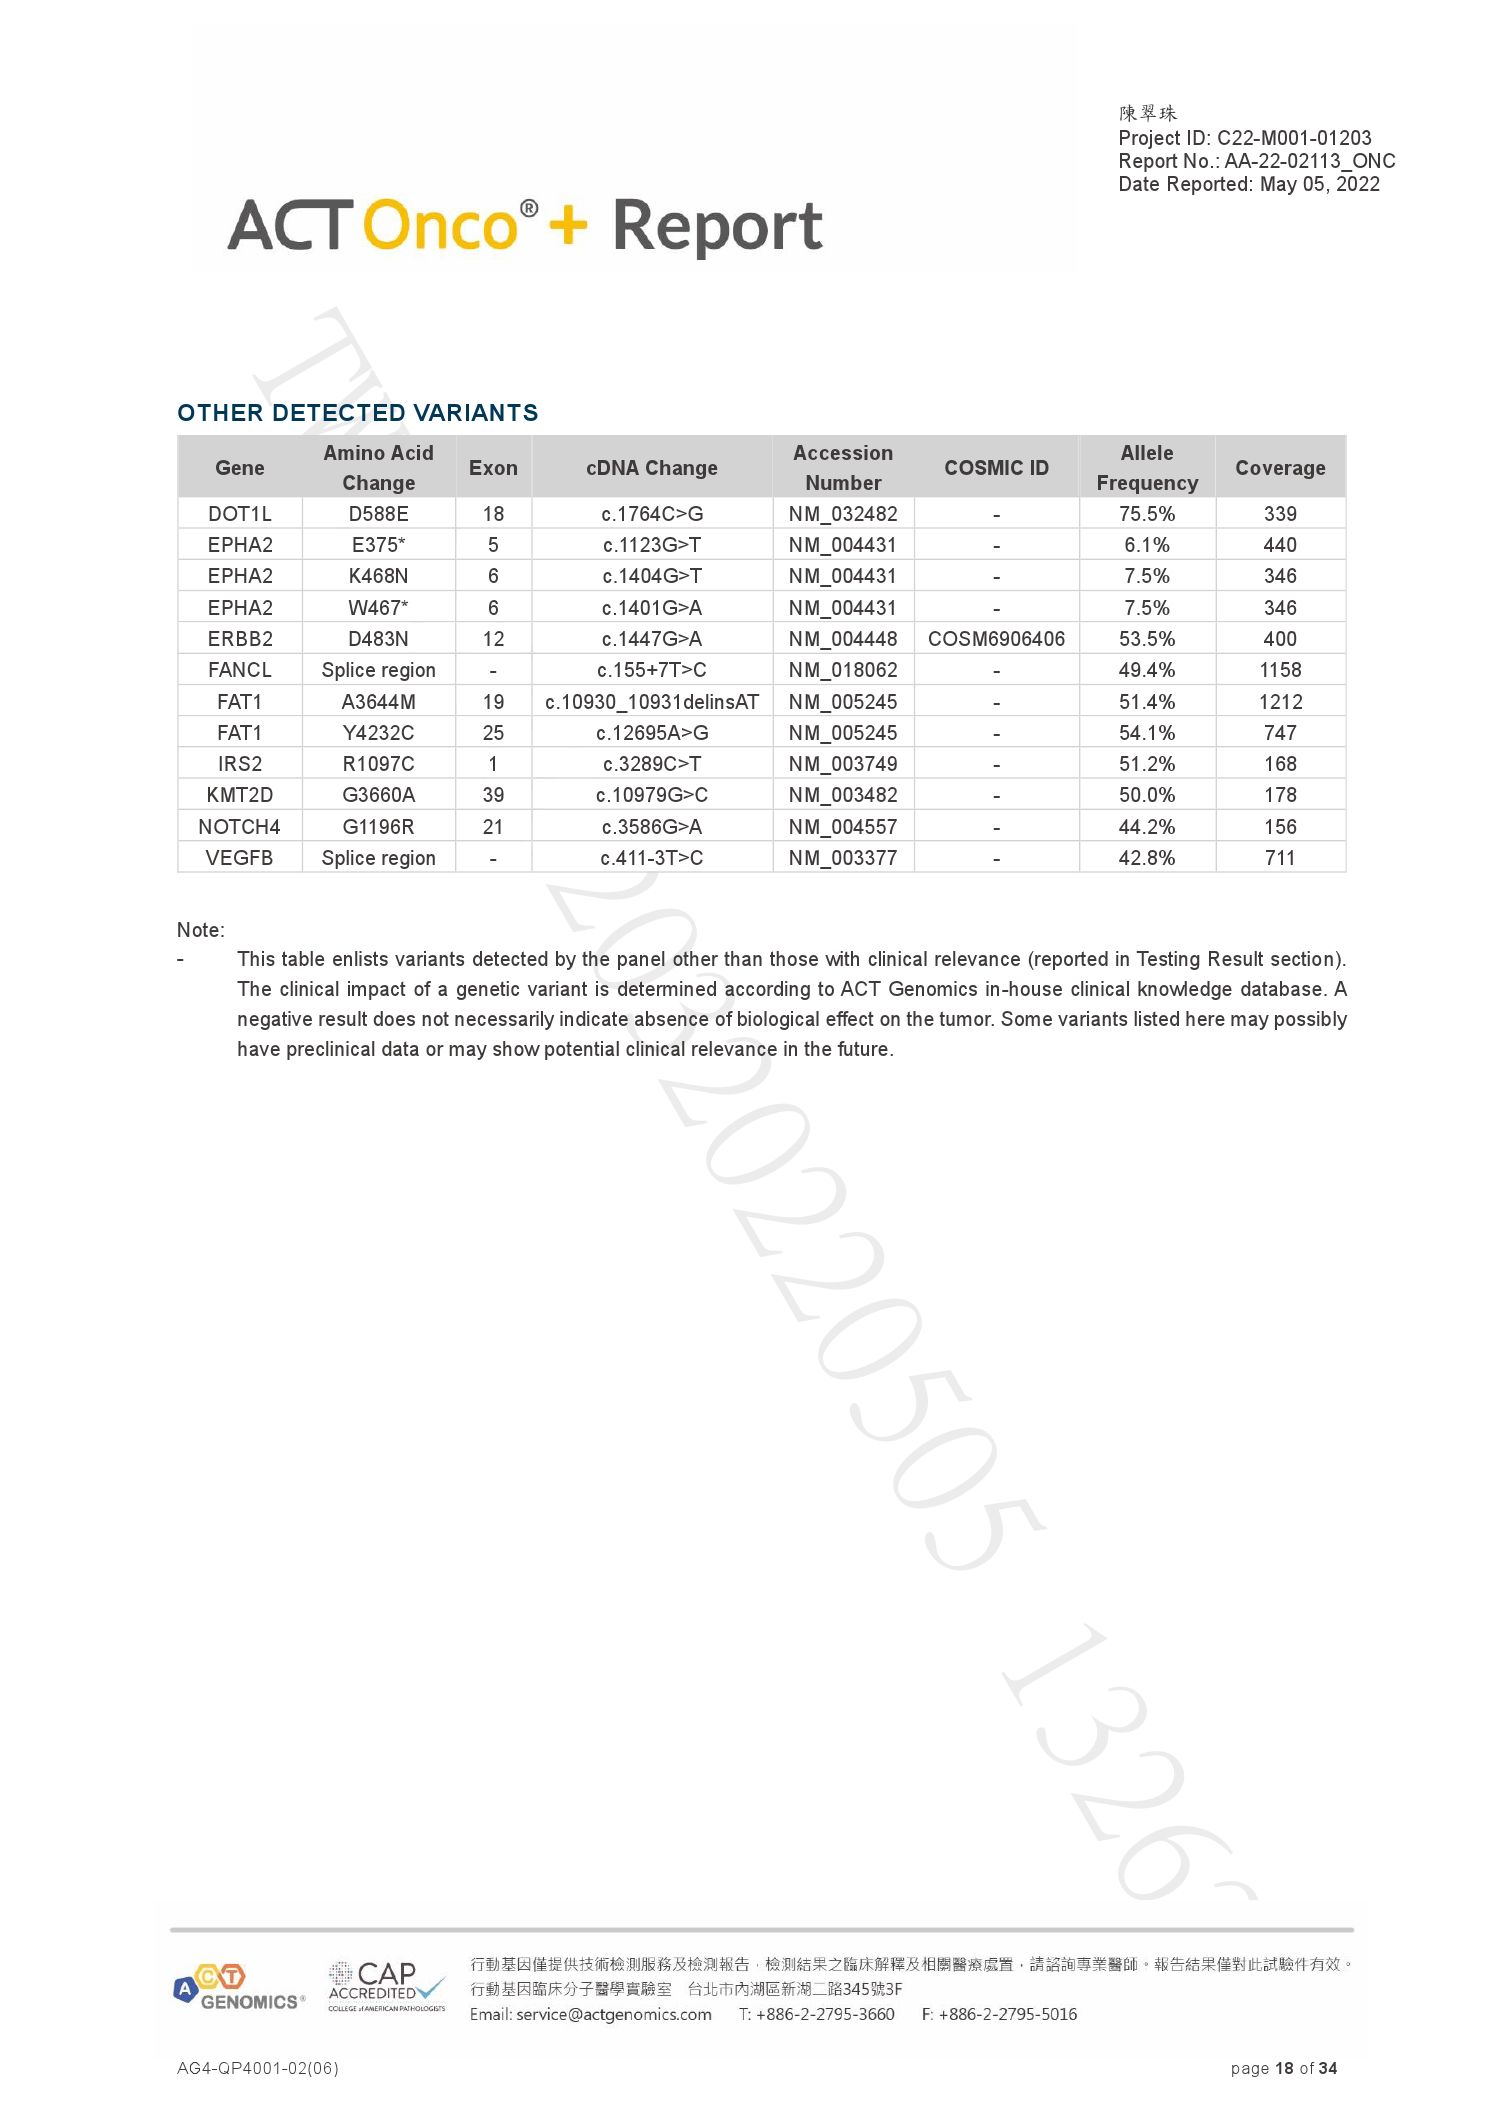 陳翠珠
Project ID: C22-M001-01203
Report No.: AA-22-02113_ONC
Date Reported: May 05, 2022
ACTOnco®+ Report
OTHER DETECTED VARIANTS
Gene Amino Acid Change Exon cDNA Change Accession Number COSMIC ID Allele Frequency Coverage
DOT1L D588E 18 c.1764C>G NM_032482 - 75.5% 339
EPHA2 E375* 5 c.1123G>T NM_004431 - 6.1% 440
EPHA2 K468N 6 c.1404G>T NM_004431 - 7.5% 346
EPHA2 W467* 6 c.1401G>A NM_004431 - 7.5% 346
ERBB2 D483N 12 c.1447G>A NM_004448 COSM6906406 53.5% 400
FANCL Splice region - c.155+7T>C NM_018062 - 49.4% 1158
FAT1 A3644M 19 c.10930_10931delinsAT NM_005245 - 51.4% 1212
FAT1 Y4232C 25 c.12695A>G NM_005245 - 54.1% 747
IRS2 R1097C 1 c.3289C>T NM_003749 - 51.2% 168
KMT2D G3660A 39 c.10979G>C NM_003482 - 50.0% 178
NOTCH4 G1196R 21 c.3586G>A NM_004557 - 44.2% 156
VEGFB Splice region - c.411-3T>C NM_003377 - 42.8% 711
Note:
- This table enlists variants detected by the panel other than those with clinical relevance (reported in Testing Result section).
The clinical impact of a genetic variant is determined according to ACT Genomics in-house clinical knowledge database. A
negative result does not necessarily indicate absence of biological effect on the tumor. Some variants listed here may possibly
have preclinical data or may show potential clinical relevance in the future.
ACT GENOMICS®
CAP ACCREDITED
COLLEGE of AMERICAN PATHOLOGISTS
行動基因僅提供技術檢測服務及檢測報告，檢測結果之臨床解釋及相關醫療處置，請諮詢專業醫師。報告結果僅對此試驗件有效。
行動基因臨床分子醫學實驗室 台北市內湖區新湖二路345號3F
Email: service@actgenomics.com T: +886-2-2795-3660 F: +886-2-2795-5016
AG4-QP4001-02(06)
page 18 of 34